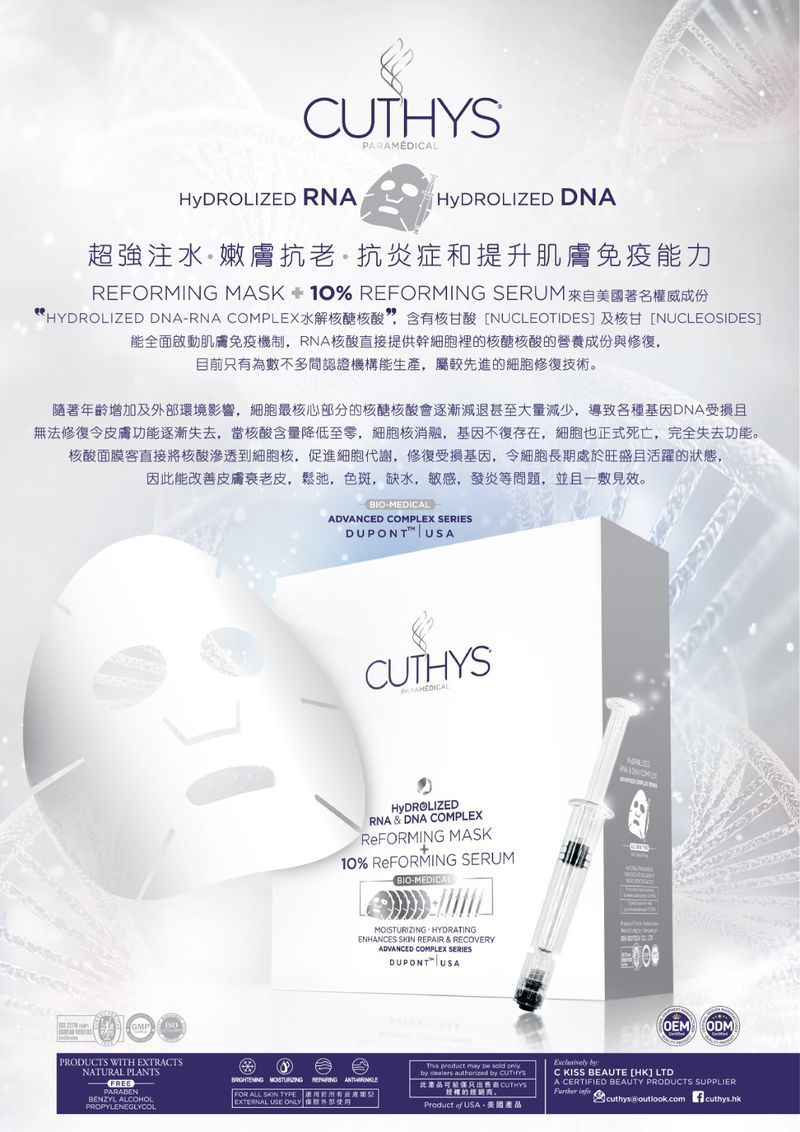 CUTHYS®
PARAMÉDICAL
HyDROLIZED RNA HyDROLIZED DNA
超強注水·嫩膚抗老·抗炎症和提升肌膚免疫能力
REFORMING MASK + 10% REFORMING SERUM來自美國著名權威成份
"HYDROLIZED DNA-RNA COMPLEX水解核醣核酸",含有核甘酸 [NUCLEOTIDES] 及核甘 [NUCLEOSIDES]
能全面啟動肌膚免疫機制,RNA核酸直接提供幹細胞裡的核醣核酸的營養成份與修復,
目前只有為數不多間認證機構能生產,屬較先進的細胞修復技術。
隨著年齡增加及外部環境影響,細胞最核心部分的核醣核酸會逐漸減退甚至大量減少,導致各種基因DNA受損且
無法修復令皮膚功能逐漸失去,當核酸含量降低至零,細胞核消融,基因不復存在,細胞也正式死亡,完全失去功能。
核酸面膜客直接將核酸滲透到細胞核,促進細胞代謝,修復受損基因,令細胞長期處於旺盛且活躍的狀態,
因此能改善皮膚衰老皮,鬆弛,色斑,缺水,敏感,發炎等問題,並且一敷見效。
BIO-MEDICAL
ADVANCED COMPLEX SERIES
DUPONT™ | USA
CUTHYS
PARAMÉDICAL
HyDROLIZED
RNA & DNA COMPLEX
ReFORMING MASK
+
10% ReFORMING SERUM
BIO-MEDICAL
+
MOISTURIZING · HYDRATING
ENHANCES SKIN REPAIR & RECOVERY
ADVANCED COMPLEX SERIES
DUPONT™ | USA
HyDROLIZED
RNA & DNA COMPLEX
ADVANCED COMPLEX SERIES
BUREAU VERITAS
GMP
ISO
OEM
Certified
ODM
Certified
PRODUCTS WITH EXTRACTS
NATURAL PLANTS
FREE
PARABEN
BENZYL ALCOHOL
PROPYLENEGLYCOL
BRIGHTENING MOISTURIZING REPAIRING ANTI-WRINKLE
FOR ALL SKIN TYPE 適用於所有皮膚類型
EXTERNAL USE ONLY 僅限外部使用
This product may be sold only
by dealers authorized by CUTHYS
此產品可能僅只出售由CUTHYS
授權的經銷商。
Product of USA · 美國產品
Exclusively by:
C KISS BEAUTE [HK] LTD
A CERTIFIED BEAUTY PRODUCTS SUPPLIER
Further info cuthys@outlook.com cuthys.hk